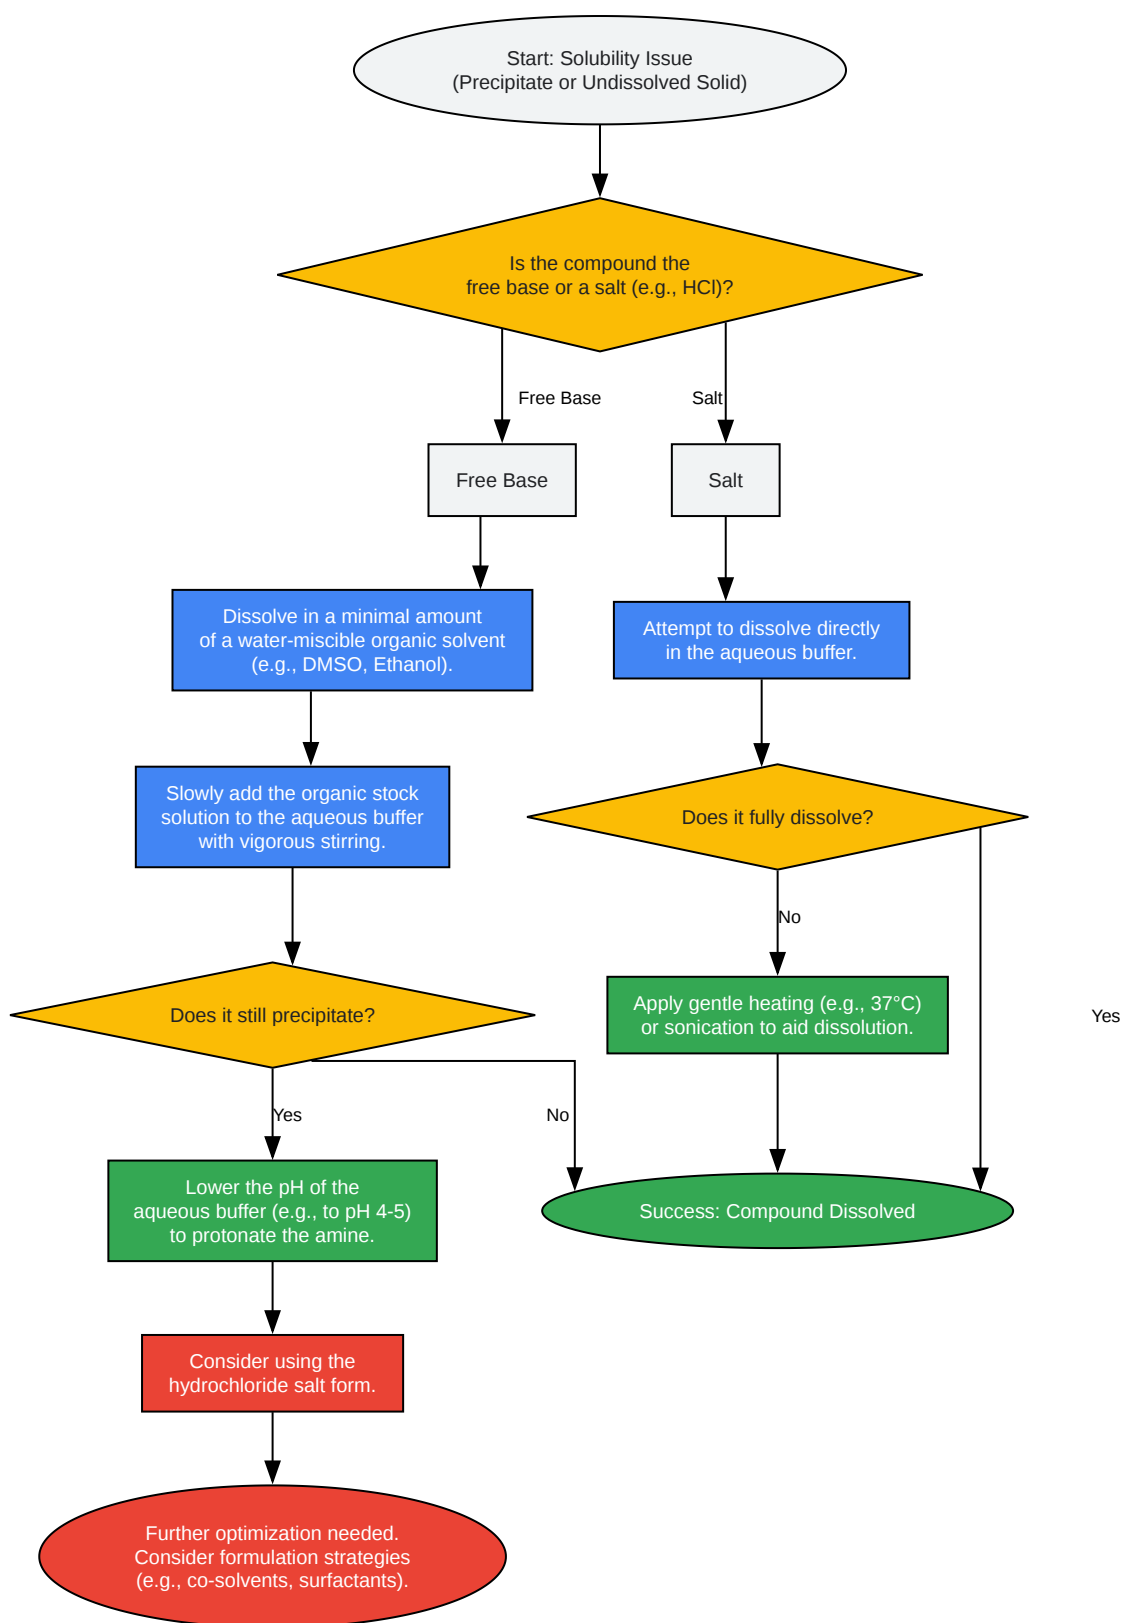 Start: Solubility Issue
(Precipitate or Undissolved Solid)
Is the compound the
free base or a salt (e.g., HCl)?
Free Base
Salt
Free Base
Salt
Dissolve in a minimal amount
of a water-miscible organic solvent
(e.g., DMSO, Ethanol).
Attempt to dissolve directly
in the aqueous buffer.
Slowly add the organic stock
solution to the aqueous buffer
with vigorous stirring.
Does it fully dissolve?
No
Does it still precipitate?
Apply gentle heating (e.g., 37°C)
or sonication to aid dissolution.
Yes
Yes
No
Lower the pH of the
aqueous buffer (e.g., to pH 4-5)
to protonate the amine.
Success: Compound Dissolved
Consider using the
hydrochloride salt form.
Further optimization needed.
Consider formulation strategies
(e.g., co-solvents, surfactants).